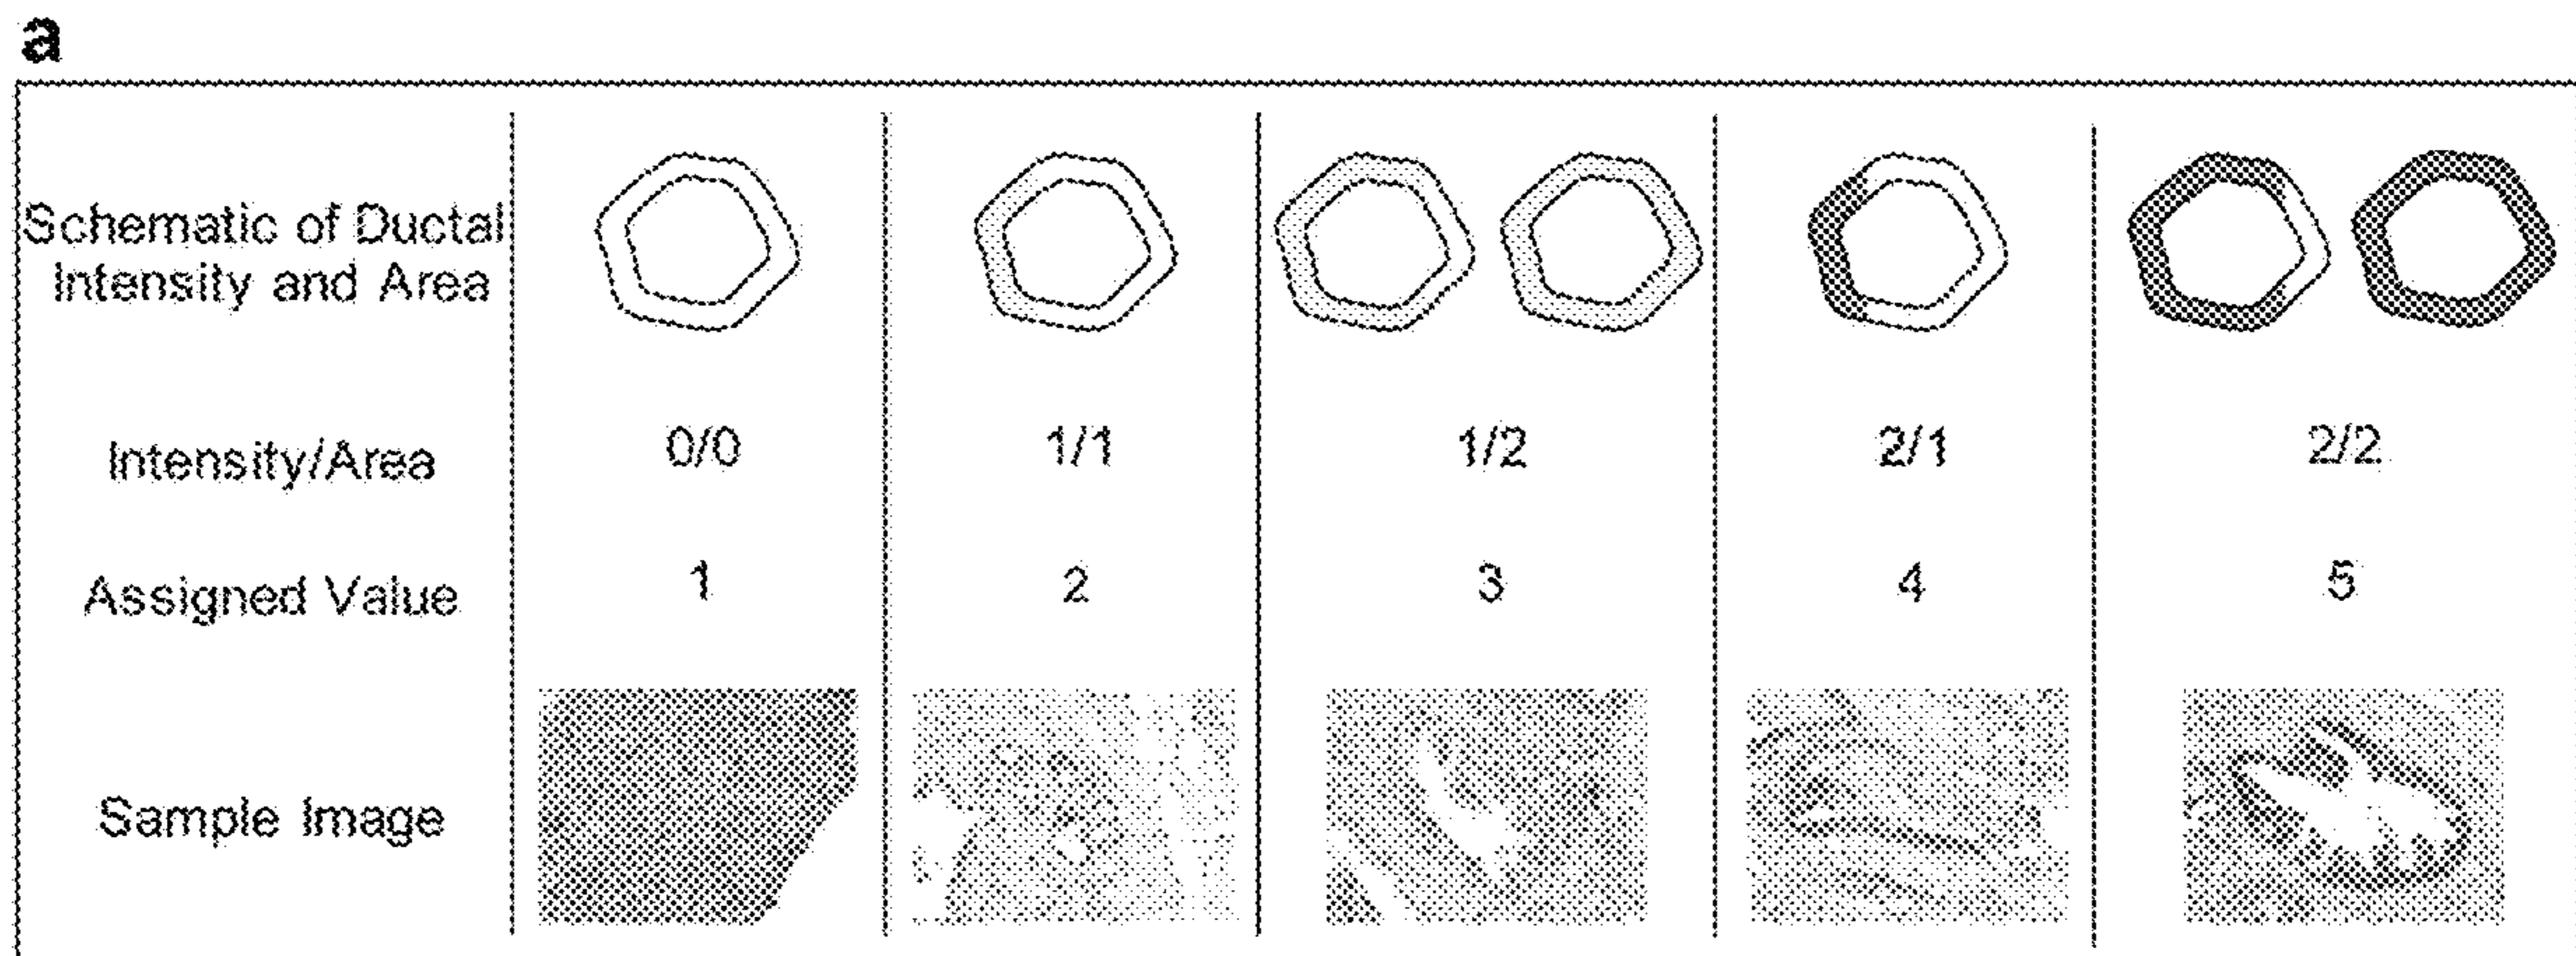 a
Schematic of Ductal
Intensity and Area
Intensity/Area 0/0 1/1 1/2 2/1 2/2
Assigned Value 1 2 3 4 5
Sample Image